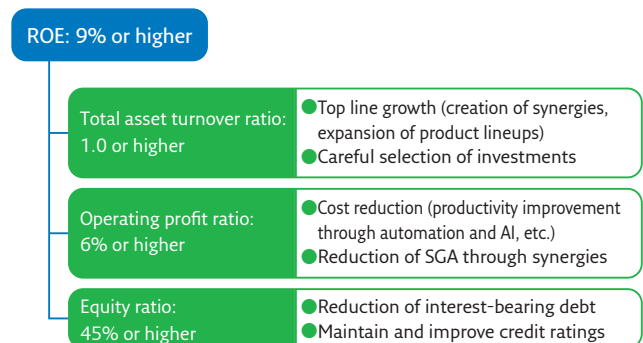 ROE: 9% or higher
Total asset turnover ratio:
1.0 or higher
●Top line growth (creation of synergies,
expansion of product lineups)
●Careful selection of investments
Operating profit ratio:
6% or higher
●Cost reduction (productivity improvement
through automation and AI, etc.)
●Reduction of SGA through synergies
Equity ratio:
45% or higher
●Reduction of interest-bearing debt
●Maintain and improve credit ratings